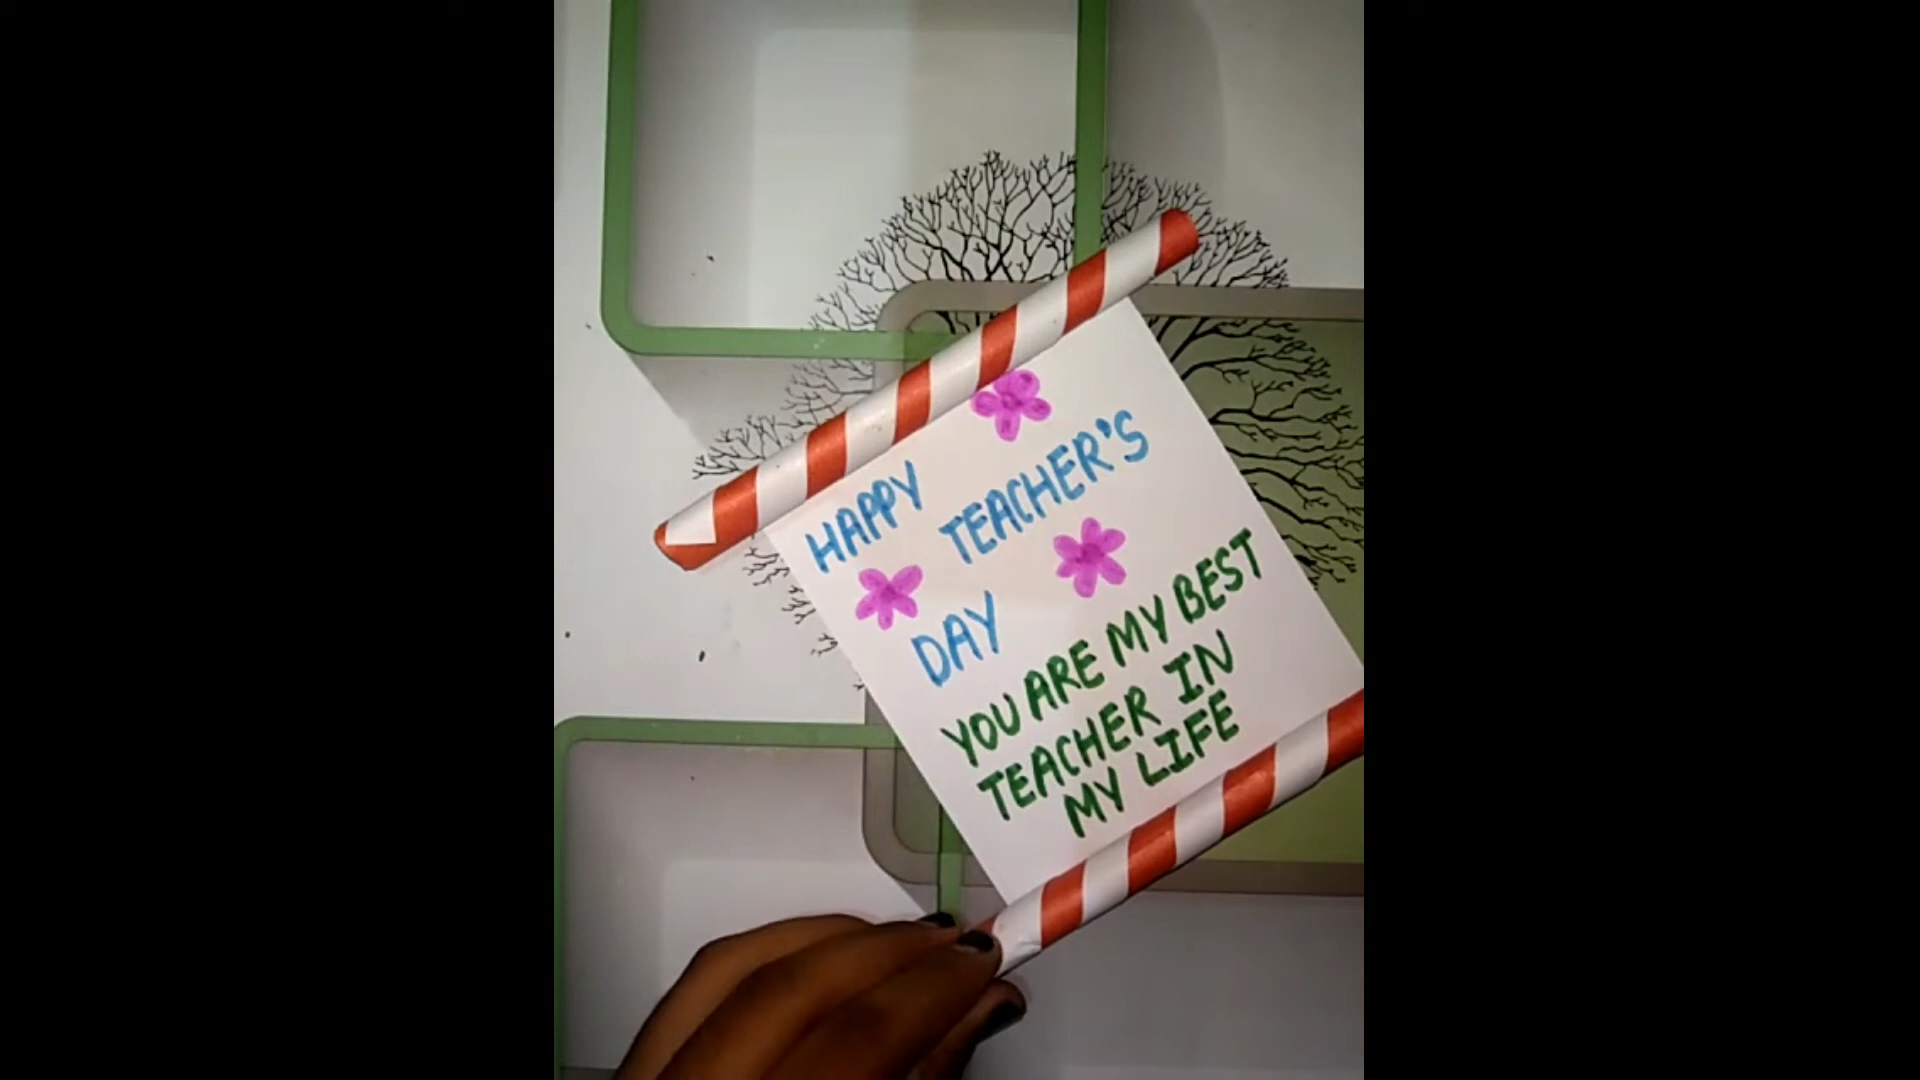 HAPPY TEACHER'S
DAY
YOU ARE MY BEST
TEACHER IN
MY LIFE